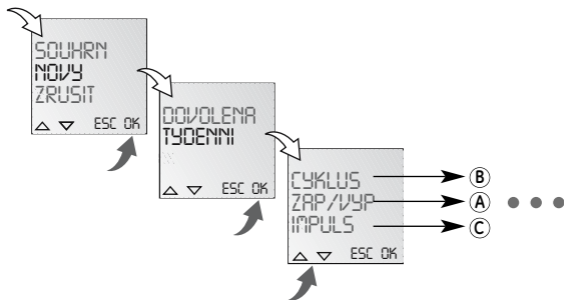 SOUHRN
NOVY
ZRUSIT
ESC OK
DOVOLENA
TYDENNI
ESC OK
CYKLUS B
ZAP/VYP A
IMPULS C
ESC OK